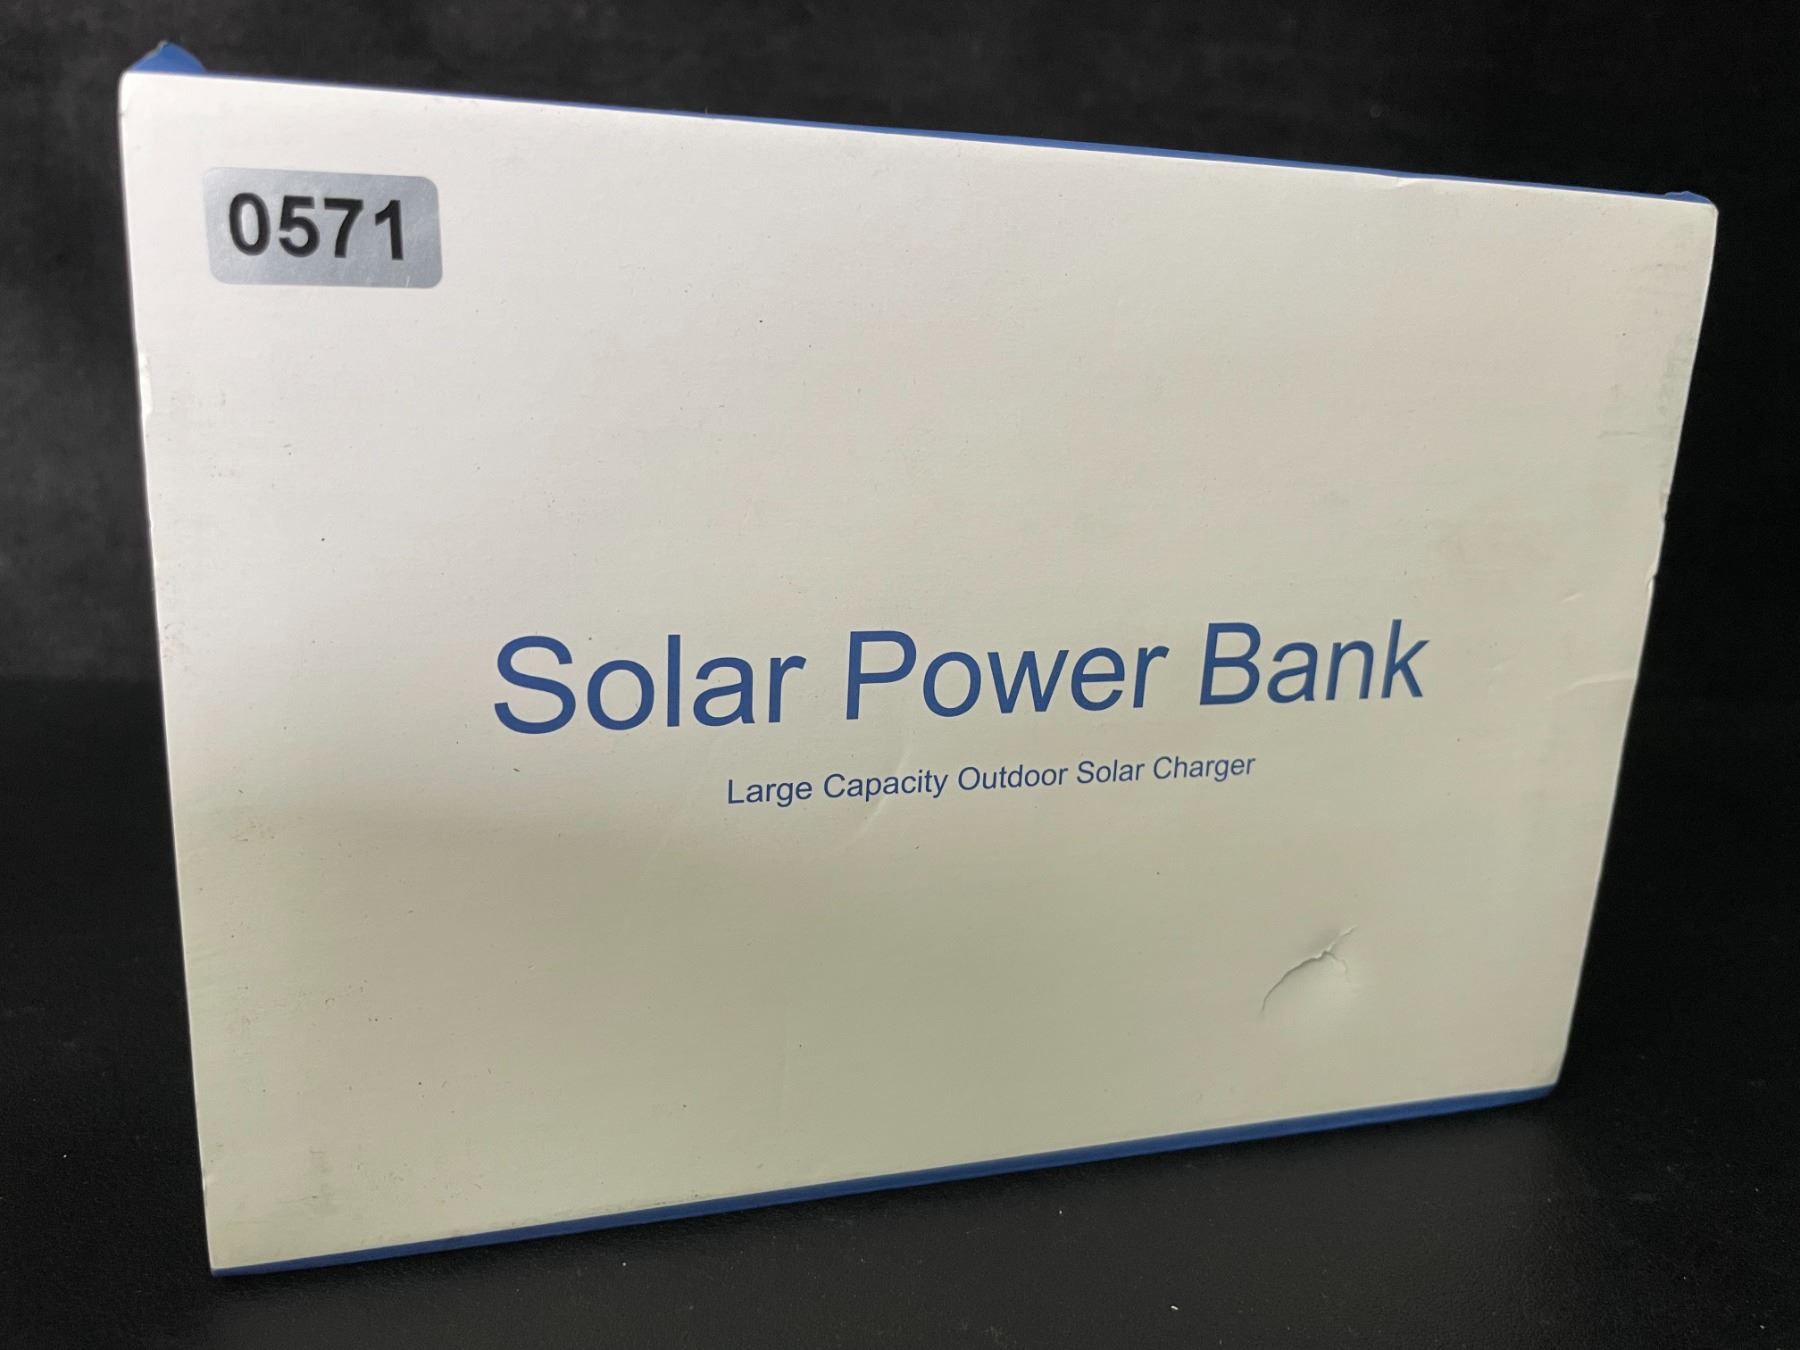 0571
Solar Power Bank
Large Capacity Outdoor Solar Charger